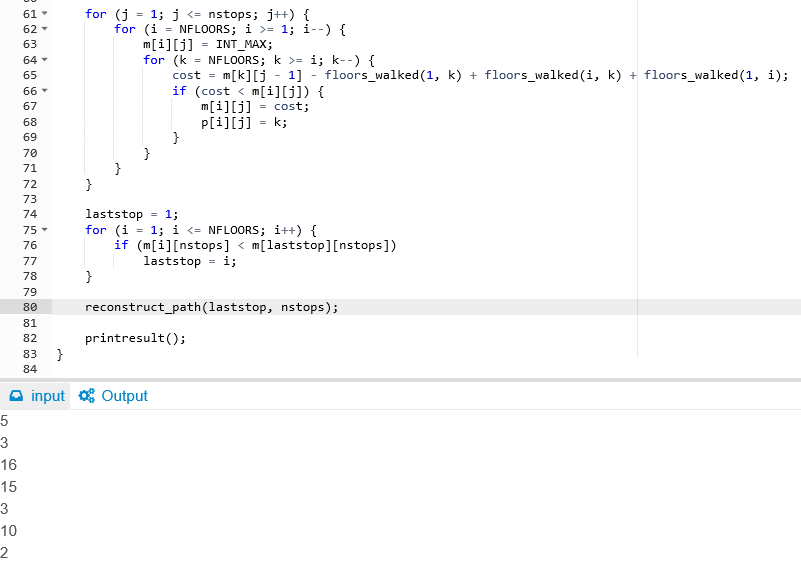 61 for (j = 1; j <= nstops; j++) {
62 for (i = NFLOORS; i >= 1; i--) {
63 m[i][j] = INT_MAX;
64 for (k = NFLOORS; k >= i; k--) {
65 cost = m[k][j - 1] - floors_walked(1, k) + floors_walked(i, k) + floors_walked(1, i);
66 if (cost < m[i][j]) {
67 m[i][j] = cost;
68 p[i][j] = k;
69 }
70 }
71 }
72 }
73
74 laststop = 1;
75 for (i = 1; i <= NFLOORS; i++) {
76 if (m[i][nstops] < m[laststop][nstops])
77 laststop = i;
78 }
79
80 reconstruct_path(laststop, nstops);
81
82 printresult();
83 }
84
input Output
5
3
16
15
3
10
2